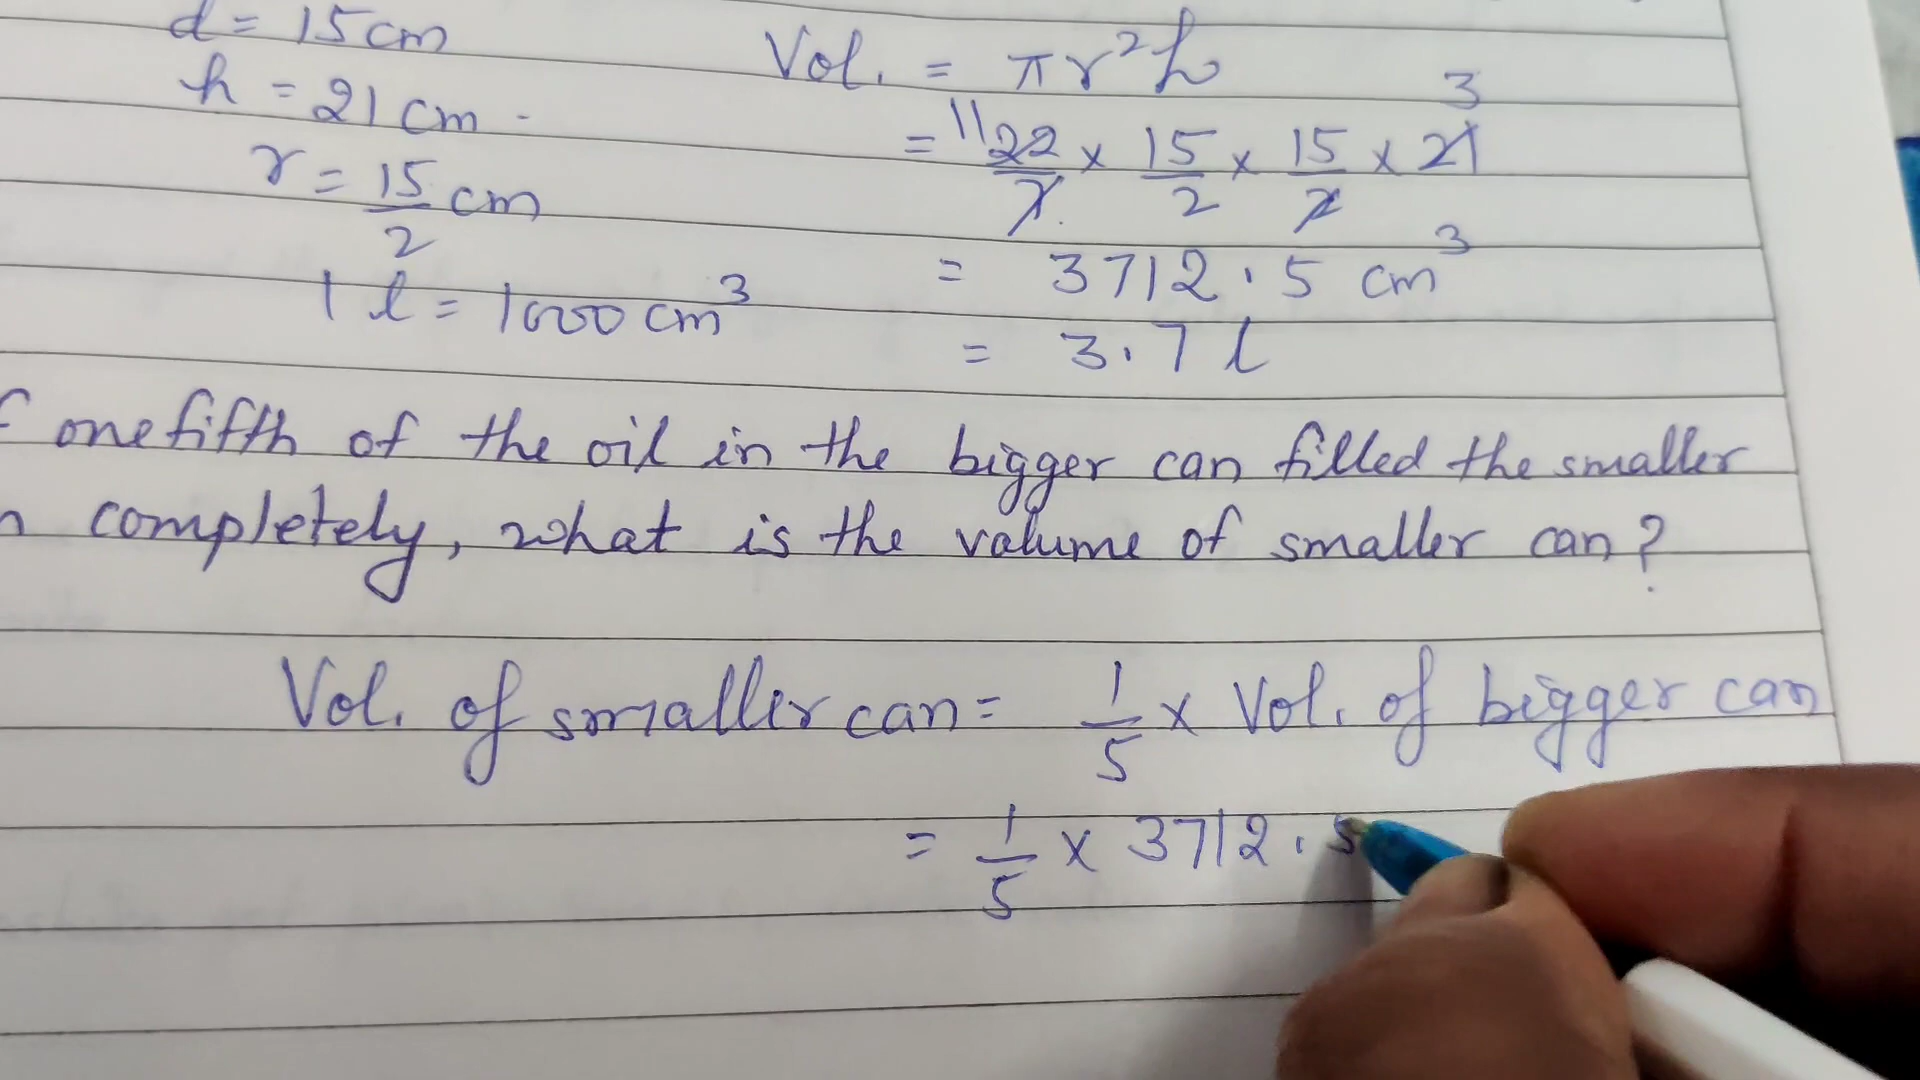 d = 15 cm
h = 21 cm
r = 15/2 cm
1 l = 1000 cm³
Vol. = πr²h
= 11 22/7 × 15/2 × 15/2 × 21 3
= 3712.5 cm³
= 3.7 l
one fifth of the oil in the bigger can filled the smaller
completely, what is the volume of smaller can?
Vol. of smaller can = 1/5 × Vol. of bigger can
= 1/5 × 3712.5